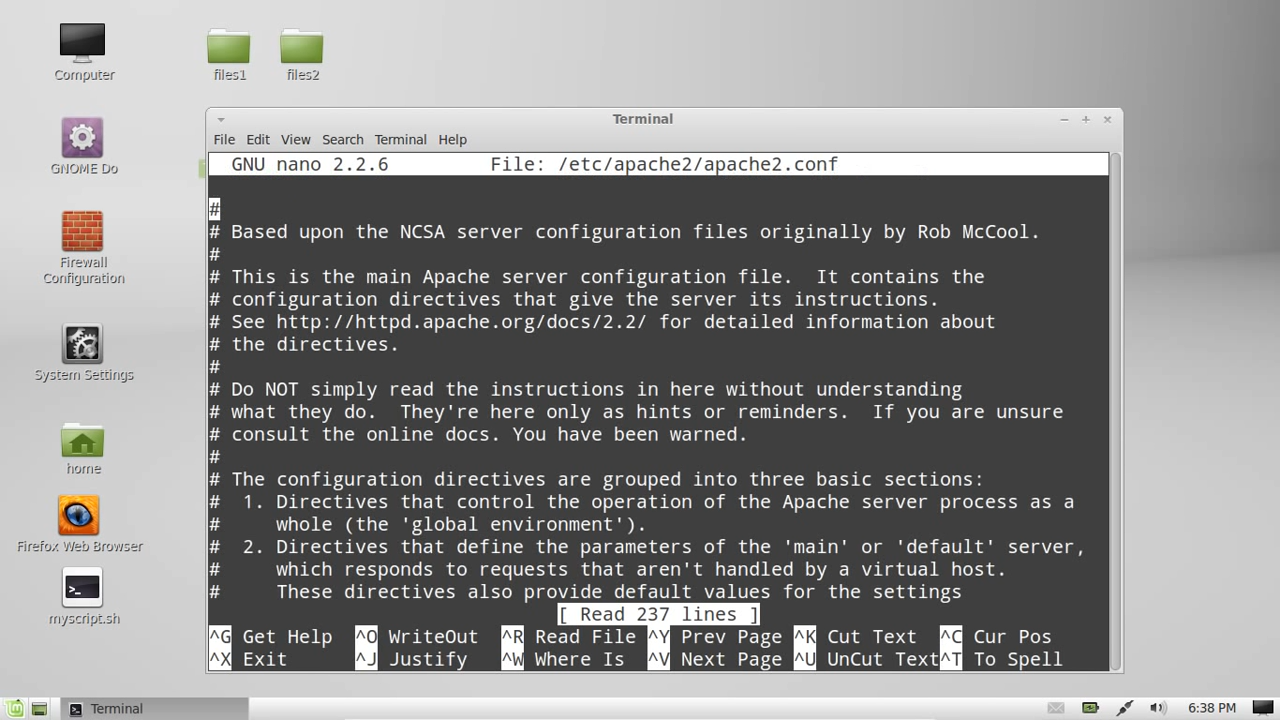 Computer
files1
files2
GNOME Do
Firewall
Configuration
System Settings
home
Firefox Web Browser
myscript.sh
Terminal
File Edit View Search Terminal Help
GNU nano 2.2.6 File: /etc/apache2/apache2.conf
#
# Based upon the NCSA server configuration files originally by Rob McCool.
#
# This is the main Apache server configuration file.  It contains the
# configuration directives that give the server its instructions.
# See http://httpd.apache.org/docs/2.2/ for detailed information about
# the directives.
#
# Do NOT simply read the instructions in here without understanding
# what they do.  They're here only as hints or reminders.  If you are unsure
# consult the online docs. You have been warned.
#
# The configuration directives are grouped into three basic sections:
#  1. Directives that control the operation of the Apache server process as a
#     whole (the 'global environment').
#  2. Directives that define the parameters of the 'main' or 'default' server,
#     which responds to requests that aren't handled by a virtual host.
#     These directives also provide default values for the settings
[ Read 237 lines ]
^G Get Help ^O WriteOut ^R Read File ^Y Prev Page ^K Cut Text ^C Cur Pos
^X Exit ^J Justify ^W Where Is ^V Next Page ^U UnCut Text ^T To Spell
Terminal
6:38 PM